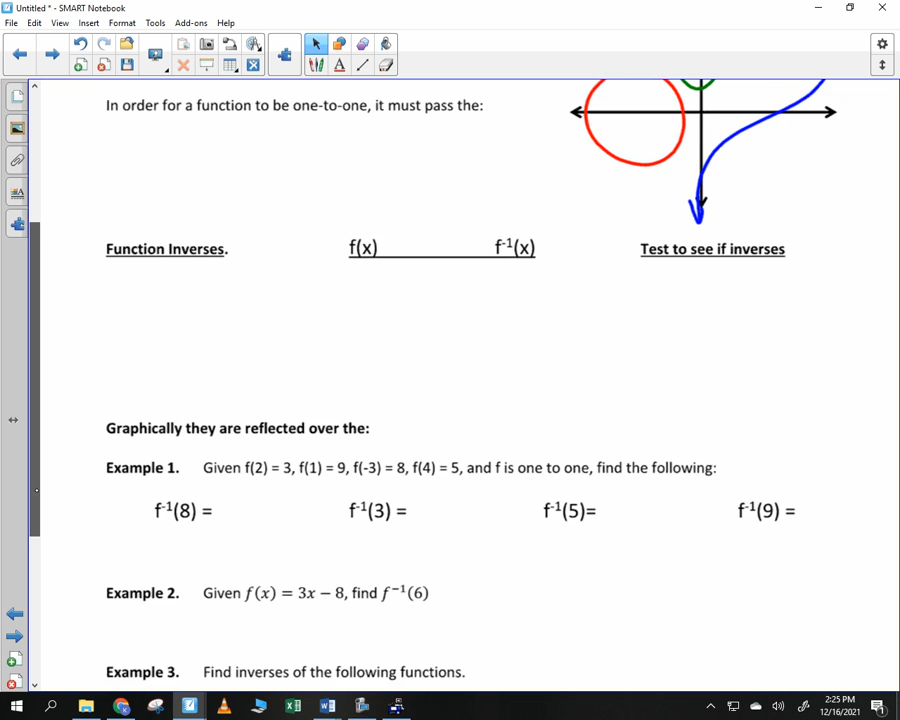 Untitled * - SMART Notebook
File Edit View Insert Format Tools Add-ons Help
In order for a function to be one-to-one, it must pass the:
Function Inverses. f(x) f⁻¹(x) Test to see if inverses
Graphically they are reflected over the:
Example 1. Given f(2) = 3, f(1) = 9, f(-3) = 8, f(4) = 5, and f is one to one, find the following:
f⁻¹(8) = f⁻¹(3) = f⁻¹(5)= f⁻¹(9) =
Example 2. Given f(x) = 3x − 8, find f⁻¹(6)
Example 3. Find inverses of the following functions.
2:25 PM
12/16/2021